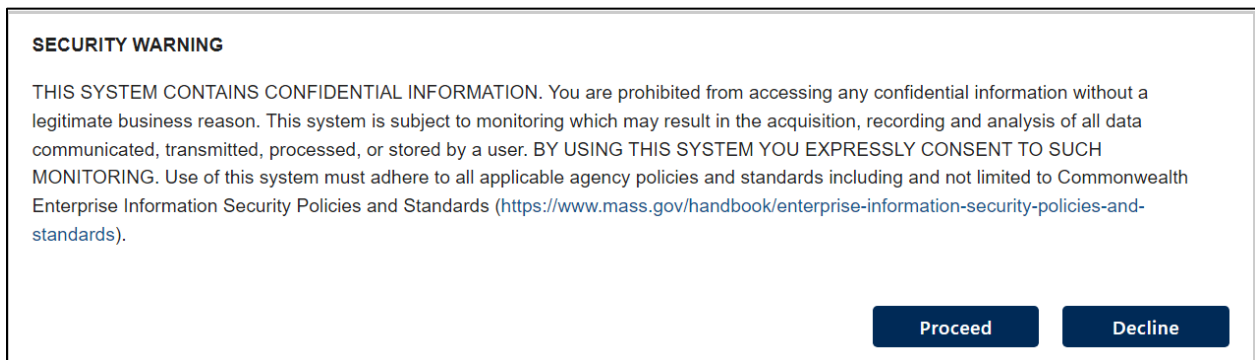 SECURITY WARNING
THIS SYSTEM CONTAINS CONFIDENTIAL INFORMATION. You are prohibited from accessing any confidential information without a
legitimate business reason. This system is subject to monitoring which may result in the acquisition, recording and analysis of all data
communicated, transmitted, processed, or stored by a user. BY USING THIS SYSTEM YOU EXPRESSLY CONSENT TO SUCH
MONITORING. Use of this system must adhere to all applicable agency policies and standards including and not limited to Commonwealth
Enterprise Information Security Policies and Standards (https://www.mass.gov/handbook/enterprise-information-security-policies-and-
standards).
Proceed Decline